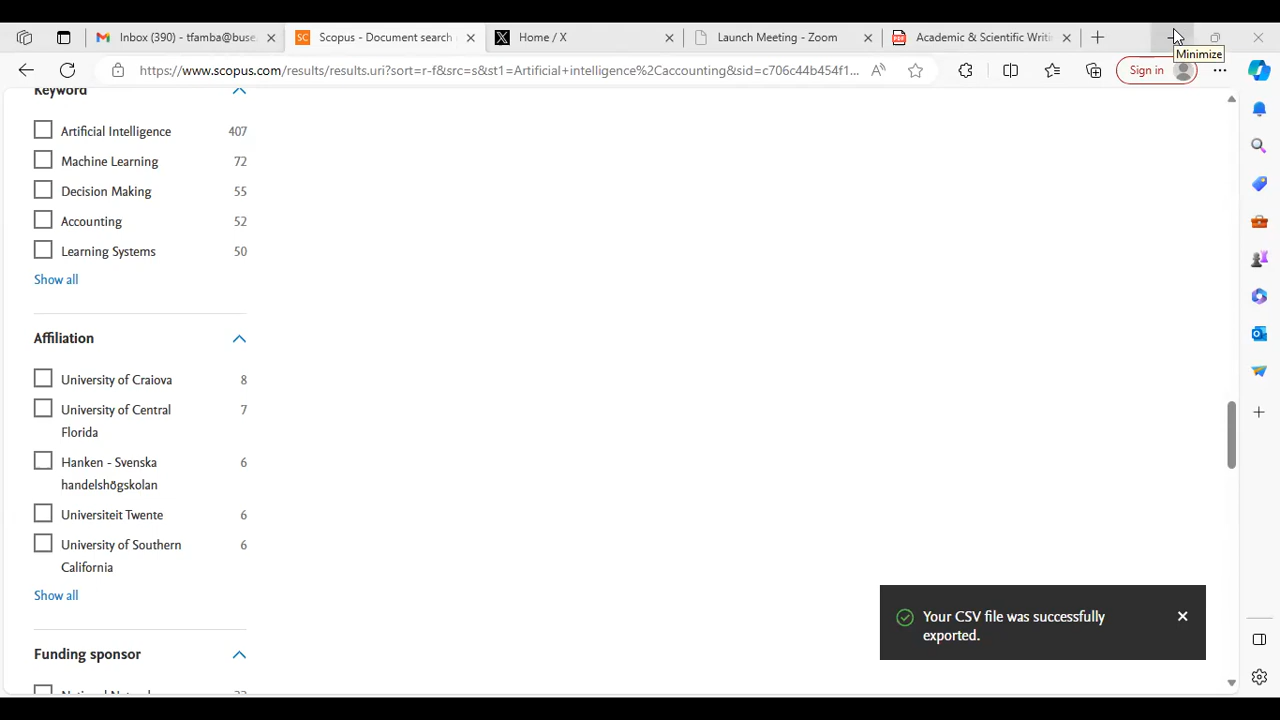 Inbox (390) - tfamba@buse.
Scopus - Document search
Home / X
Launch Meeting - Zoom
Academic & Scientific Writi
Minimize
https://www.scopus.com/results/results.uri?sort=r-f&src=s&st1=Artificial+intelligence%2Caccounting&sid=c706c44b454f1...
Sign in
Keyword
Artificial Intelligence 407
Machine Learning 72
Decision Making 55
Accounting 52
Learning Systems 50
Show all
Affiliation
University of Craiova 8
University of Central 7
Florida
Hanken - Svenska 6
handelshögskolan
Universiteit Twente 6
University of Southern 6
California
Show all
Your CSV file was successfully
exported.
Funding sponsor